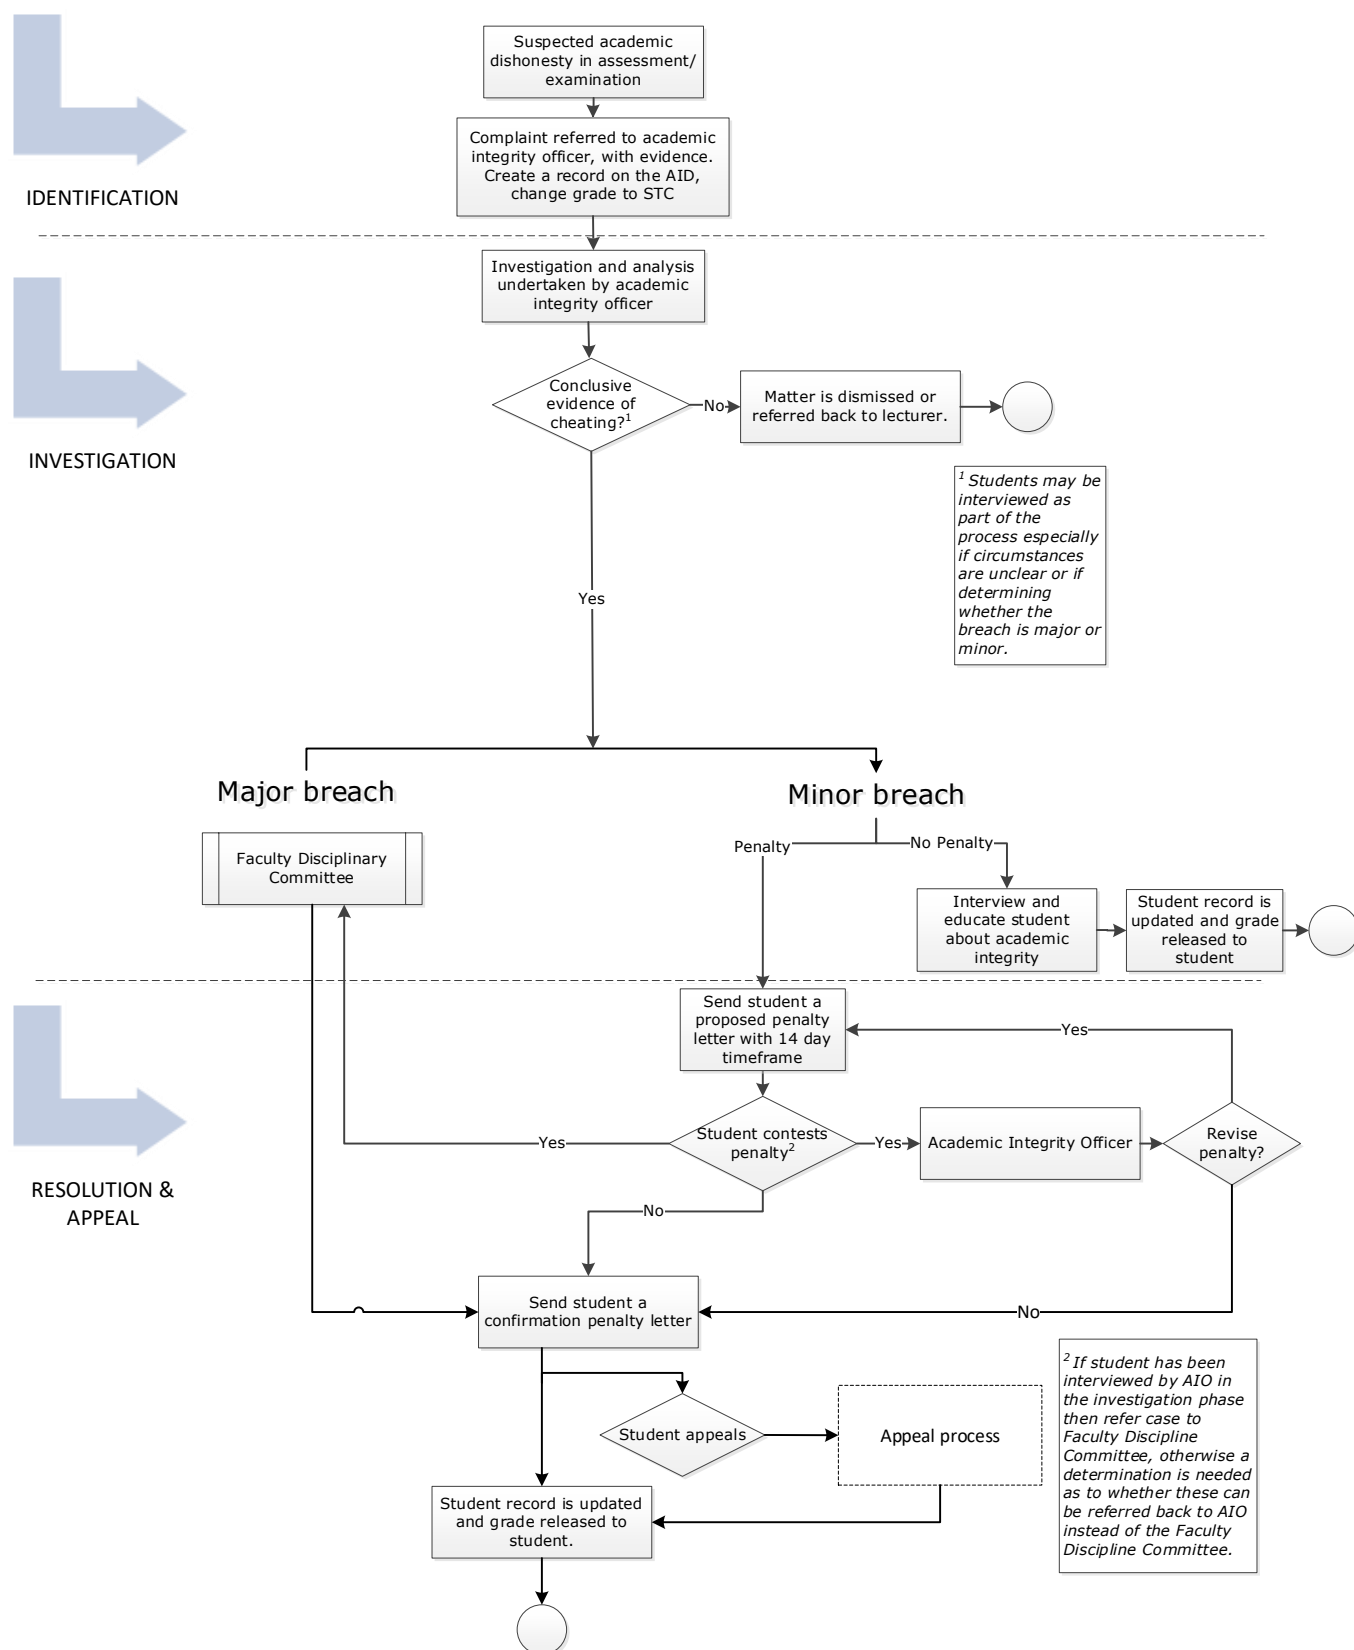 Suspected academic
dishonesty in assessment/
examination
Complaint referred to academic
integrity officer, with evidence.
Create a record on the AID,
change grade to STC
IDENTIFICATION
Investigation and analysis
undertaken by academic
integrity officer
Conclusive
evidence of
cheating?1
No
Matter is dismissed or
referred back to lecturer.
INVESTIGATION
1 Students may be
interviewed as
part of the
process especially
if circumstances
are unclear or if
determining
whether the
breach is major or
minor.
Yes
Major breach
Minor breach
Penalty
No Penalty
Faculty Disciplinary
Committee
Interview and
educate student
about academic
integrity
Student record is
updated and grade
released to
student
Send student a
proposed penalty
letter with 14 day
timeframe
Yes
Yes
Student contests
penalty2
Yes
Academic Integrity Officer
Revise
penalty?
RESOLUTION &
APPEAL
No
Send student a
confirmation penalty letter
No
2 If student has been
interviewed by AIO in
the investigation phase
then refer case to
Faculty Discipline
Committee, otherwise a
determination is needed
as to whether these can
be referred back to AIO
instead of the Faculty
Discipline Committee.
Student appeals
Appeal process
Student record is updated
and grade released to
student.